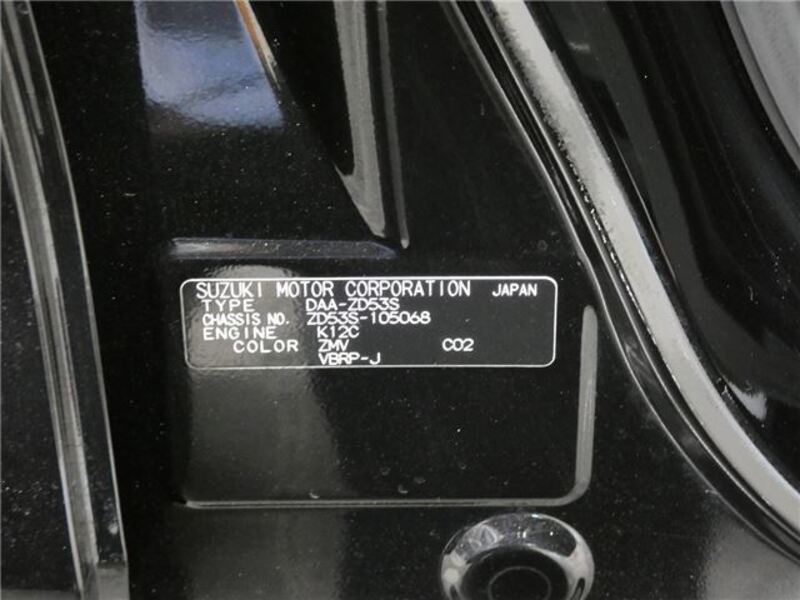 SUZUKI MOTOR CORPORATION JAPAN
TYPE DAA-ZD53S
CHASSIS NO. ZD53S-105068
ENGINE K12C
COLOR ZMV C02
VBRP-J